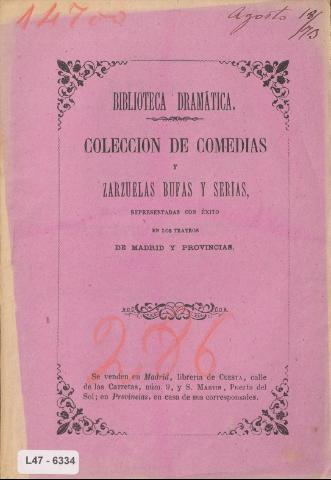 14700
Agosto 18/73
BIBLIOTECA DRAMÁTICA.
COLECCION DE COMEDIAS
Y
ZARZUELAS BUFAS Y SERIAS,
REPRESENTADAS CON ÉXITO
EN LOS TEATROS
DE MADRID Y PROVINCIAS.
286
Se venden en Madrid, librería de CUESTA, calle
de las Carretas, núm. 9, y S. MARTIN, Puerta del
Sol; en Provincias, en casa de sus corresponsales.
L47 - 6334